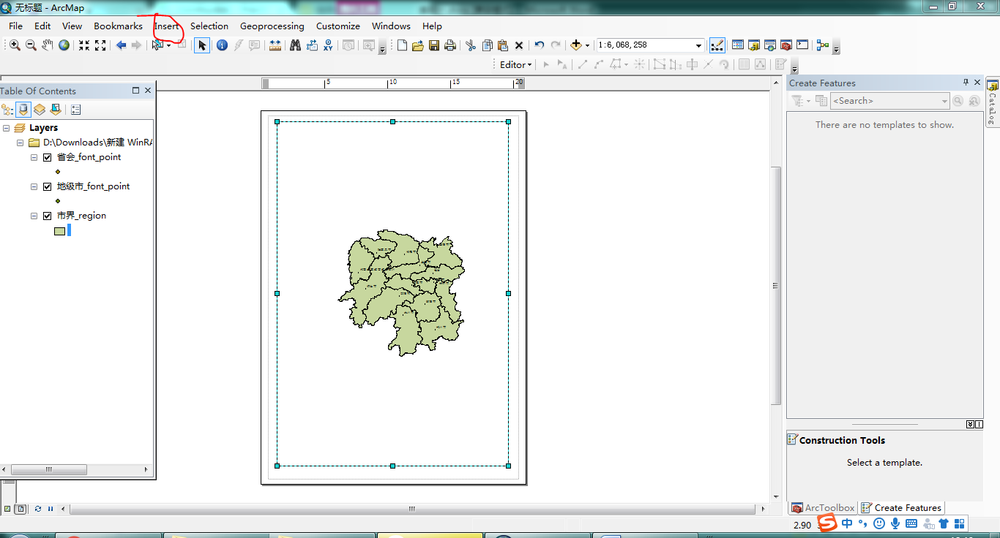 无标题 - ArcMap
File Edit View Bookmarks Insert Selection Geoprocessing Customize Windows Help
1:6,068,258
Editor
5 10 15 20
Table Of Contents
Layers
D:\Downloads\新建 WinRA
省会_font_point
地级市_font_point
市界_region
Create Features
<Search>
There are no templates to show.
Catalog
Construction Tools
Select a template.
ArcToolbox Create Features
2.90
中